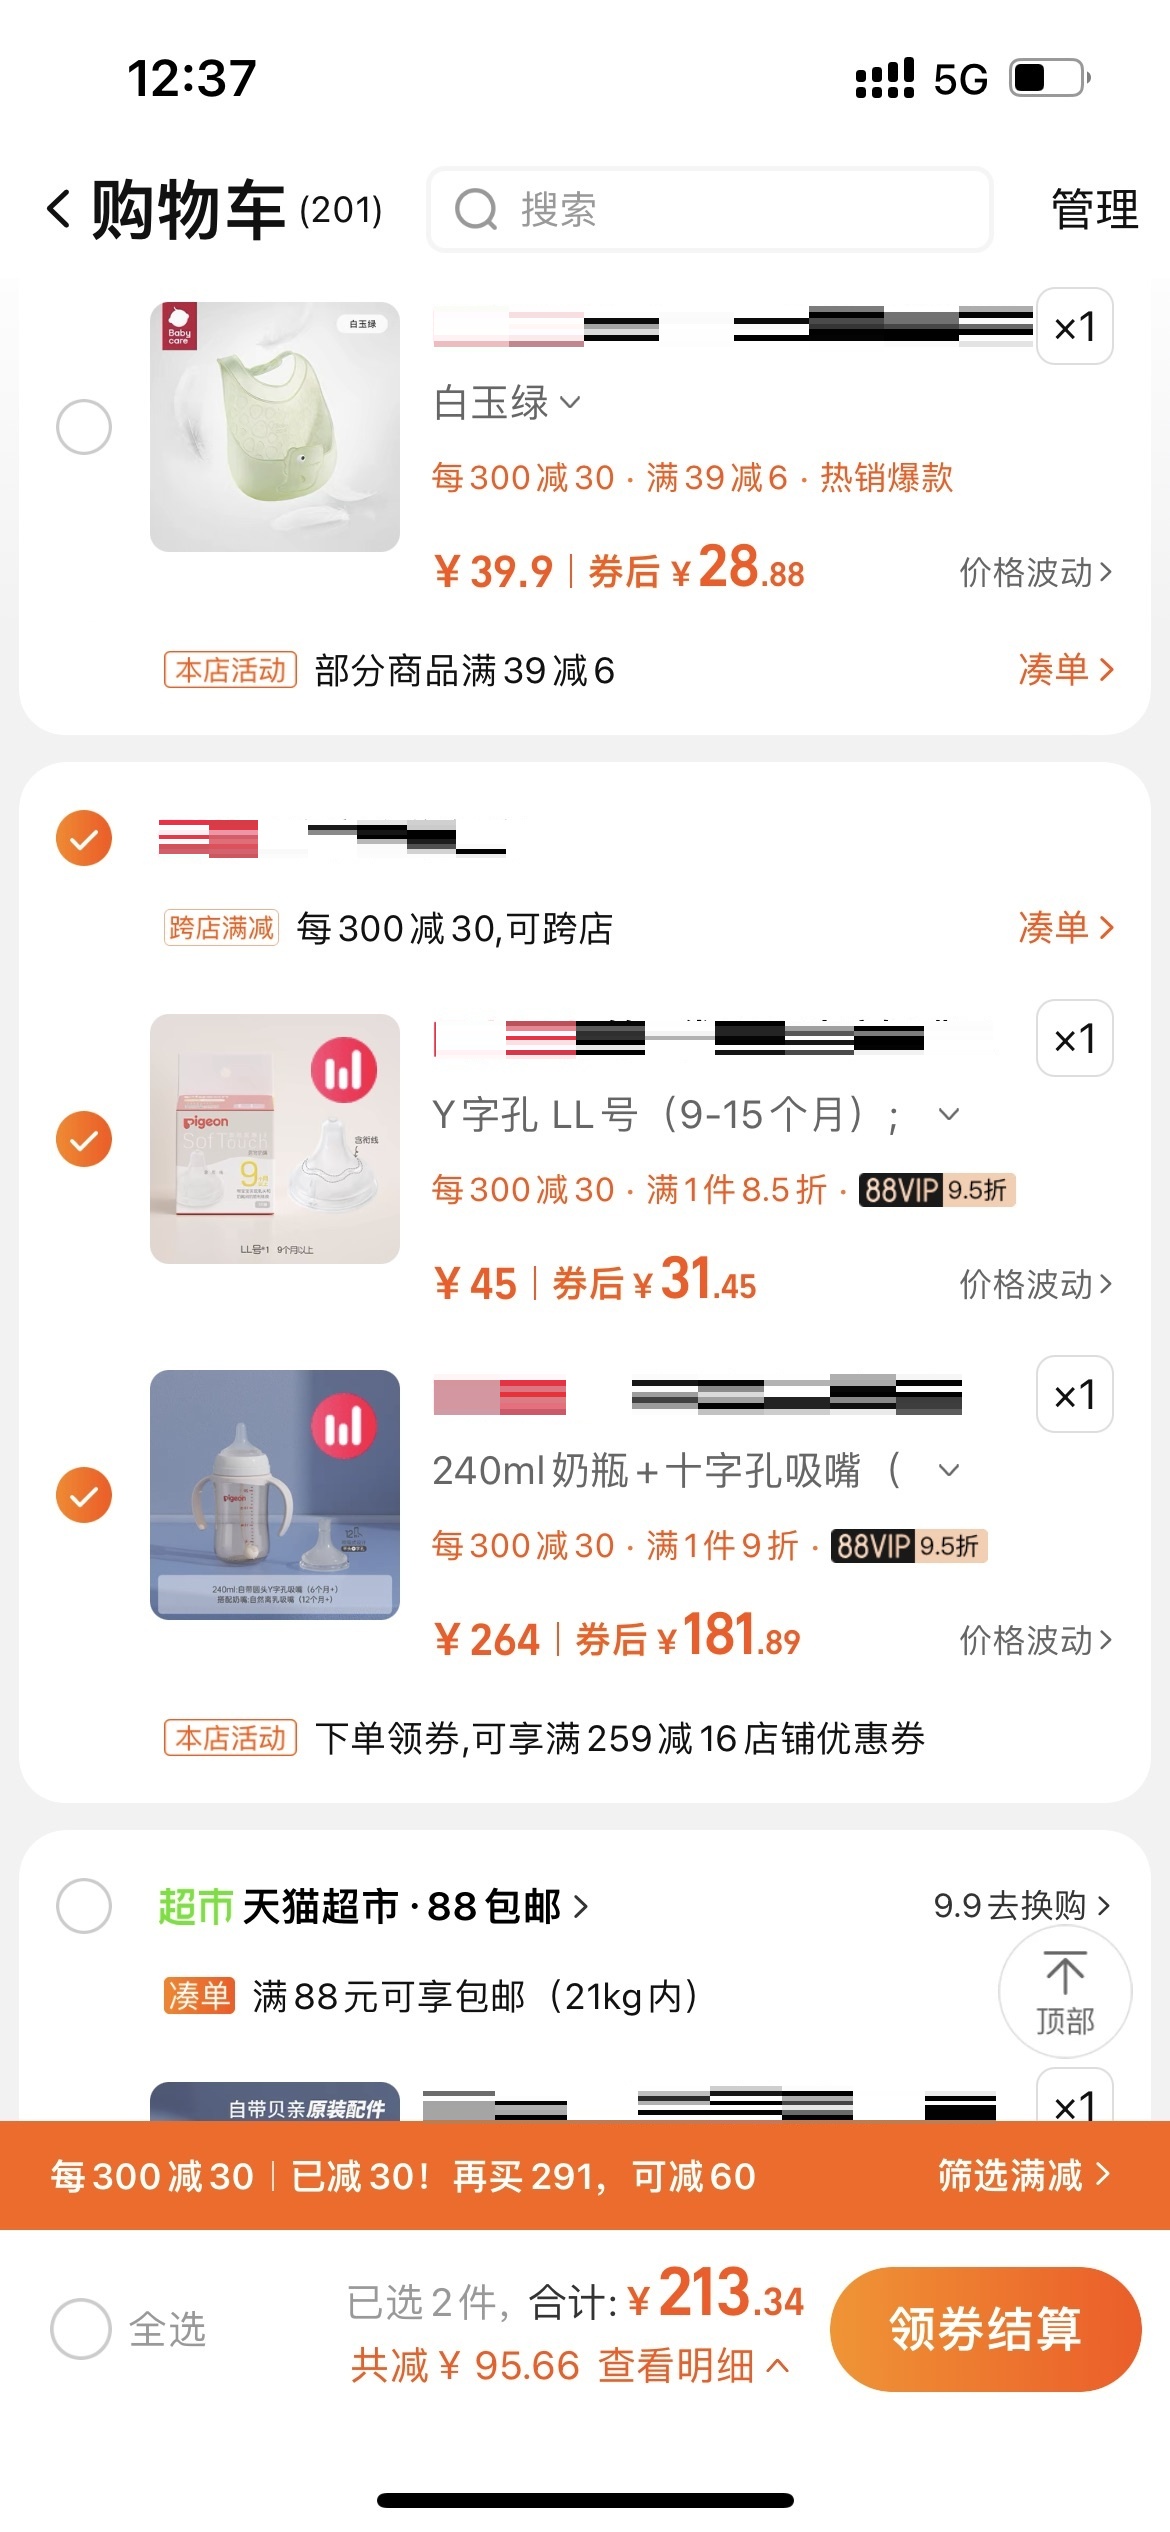 12:37
5G
购物车(201)
搜索
管理
Baby
care
白玉绿
×1
白玉绿
每300减30 · 满39减6 · 热销爆款
¥39.9 券后¥28.88
价格波动
本店活动 部分商品满39减6
凑单
跨店满减 每300减30,可跨店
凑单
Pigeon
SofTouch
9
含衔线
LL号*1 9个月以上
×1
Y字孔 LL号（9-15个月）;
每300减30 · 满1件8.5折 · 88VIP 9.5折
¥45 券后¥31.45
价格波动
pigeon
240ml:自带圆头Y字孔吸嘴（6个月+）
搭配奶嘴:自然离乳吸嘴（12个月+）
×1
240ml奶瓶+十字孔吸嘴（
每300减30 · 满1件9折 · 88VIP 9.5折
¥264 券后¥181.89
价格波动
本店活动 下单领券,可享满259减16店铺优惠券
超市 天猫超市·88包邮
9.9去换购
凑单 满88元可享包邮（21kg内）
顶部
自带贝亲原装配件
×1
每300减30 已减30！再买291，可减60
筛选满减
全选
已选2件，合计:¥213.34
共减¥ 95.66 查看明细
领券结算